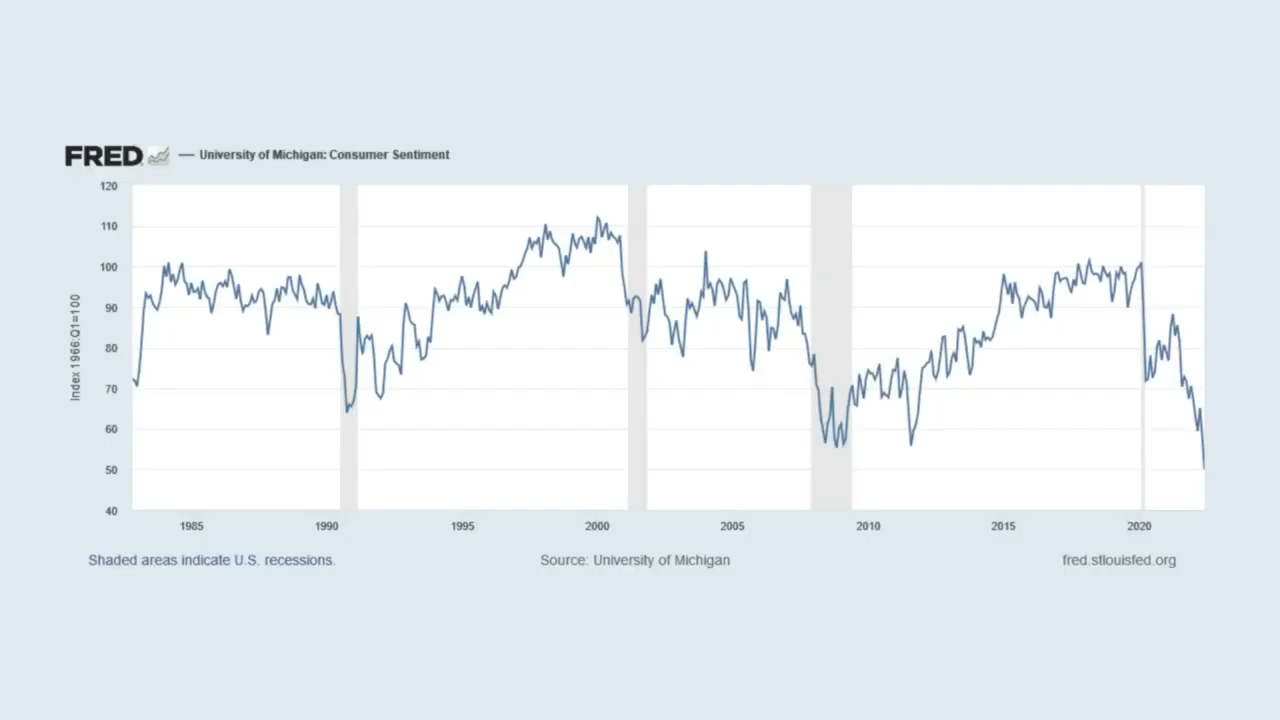 FRED — University of Michigan: Consumer Sentiment
120
110
100
90
80
70
60
50
40
Index 1966:Q1=100
1985 1990 1995 2000 2005 2010 2015 2020
Shaded areas indicate U.S. recessions. Source: University of Michigan fred.stlouisfed.org